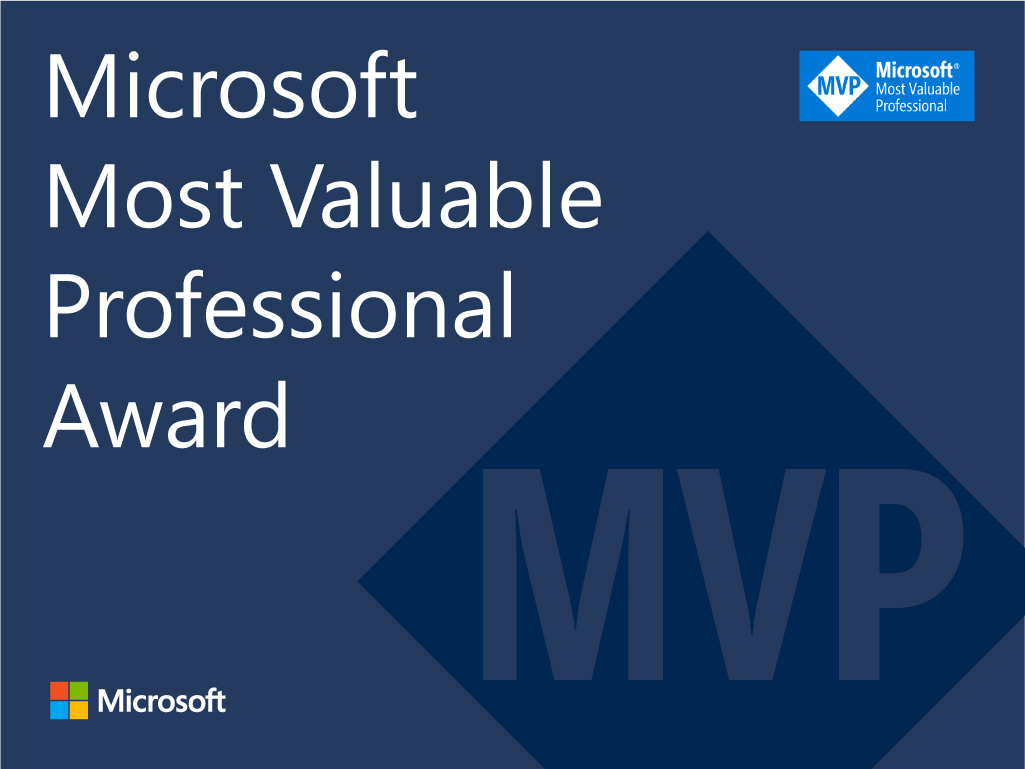 Microsoft
Most Valuable
Professional
Award
MVP
Microsoft®
Most Valuable
Professional
MVP
Microsoft